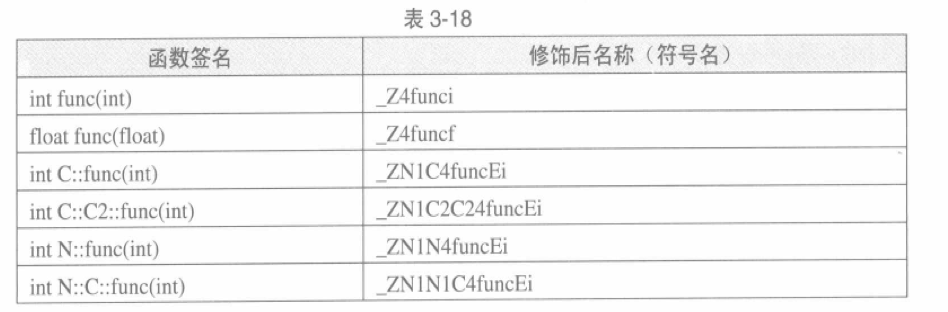 表 3-18
函数签名 修饰后名称（符号名）
int func(int) _Z4funci
float func(float) _Z4funcf
int C::func(int) _ZN1C4funcEi
int C::C2::func(int) _ZN1C2C24funcEi
int N::func(int) _ZN1N4funcEi
int N::C::func(int) _ZN1N1C4funcEi